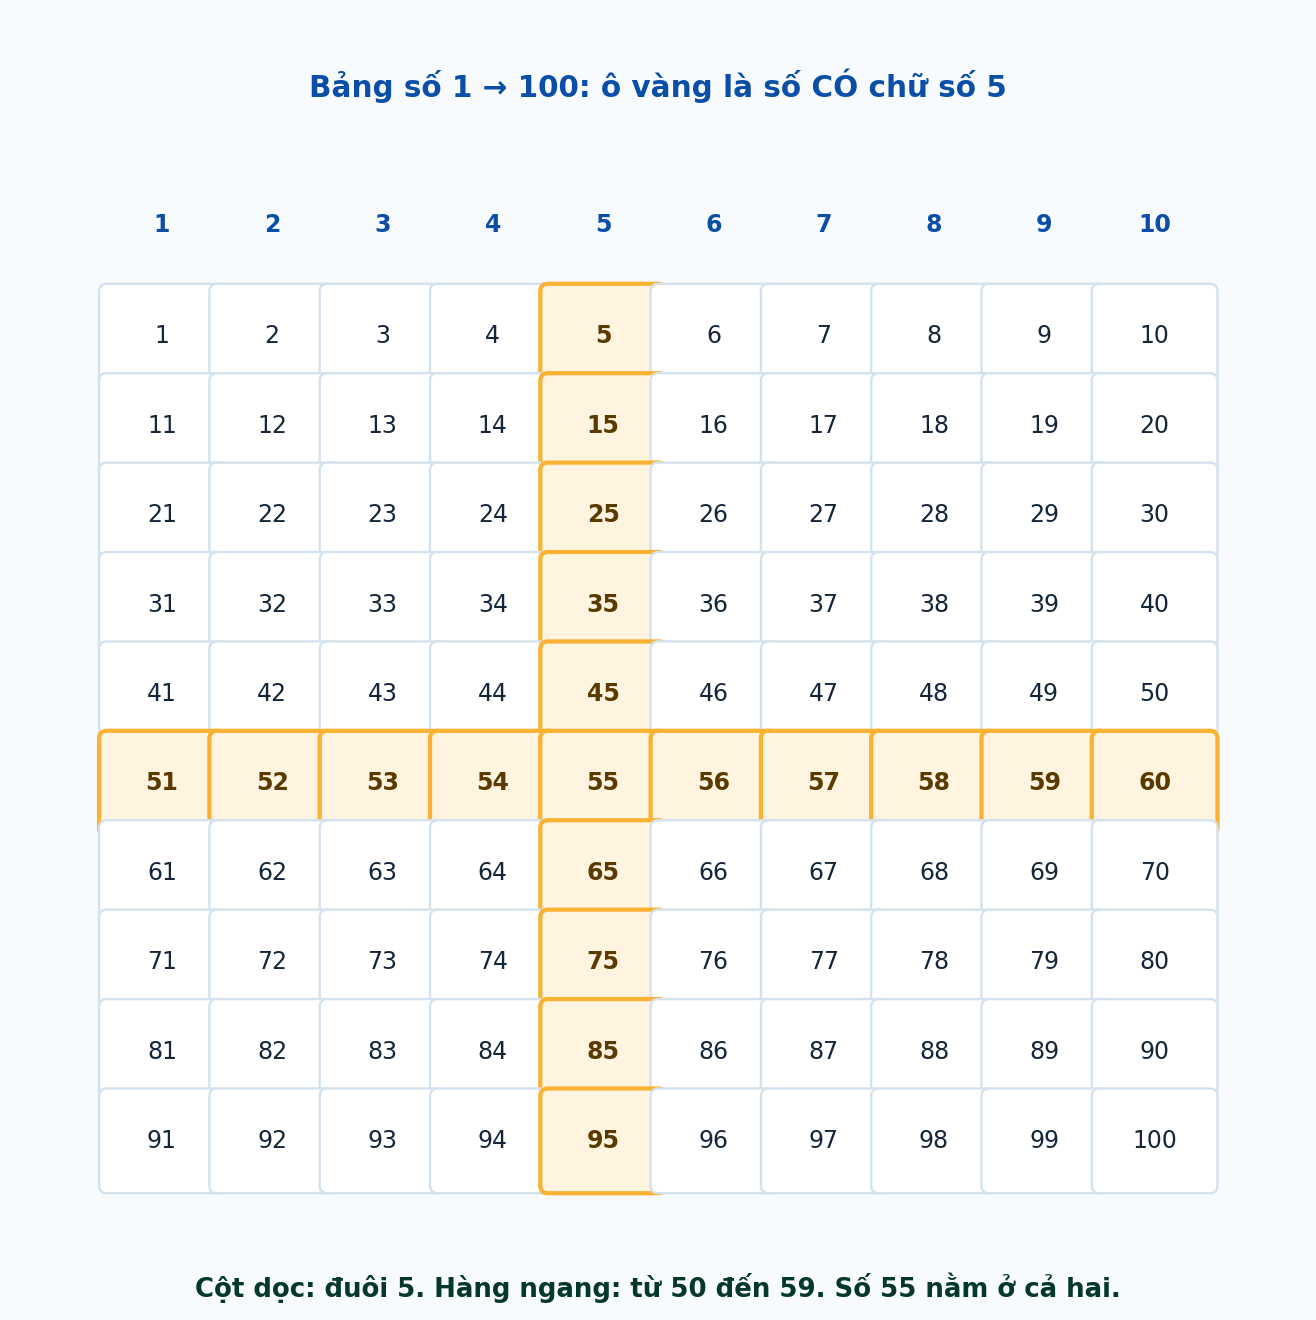 Bảng số 1 → 100: ô vàng là số CÓ chữ số 5
1 2 3 4 5 6 7 8 9 10
1 2 3 4 5 6 7 8 9 10
11 12 13 14 15 16 17 18 19 20
21 22 23 24 25 26 27 28 29 30
31 32 33 34 35 36 37 38 39 40
41 42 43 44 45 46 47 48 49 50
51 52 53 54 55 56 57 58 59 60
61 62 63 64 65 66 67 68 69 70
71 72 73 74 75 76 77 78 79 80
81 82 83 84 85 86 87 88 89 90
91 92 93 94 95 96 97 98 99 100
Cột dọc: đuôi 5. Hàng ngang: từ 50 đến 59. Số 55 nằm ở cả hai.